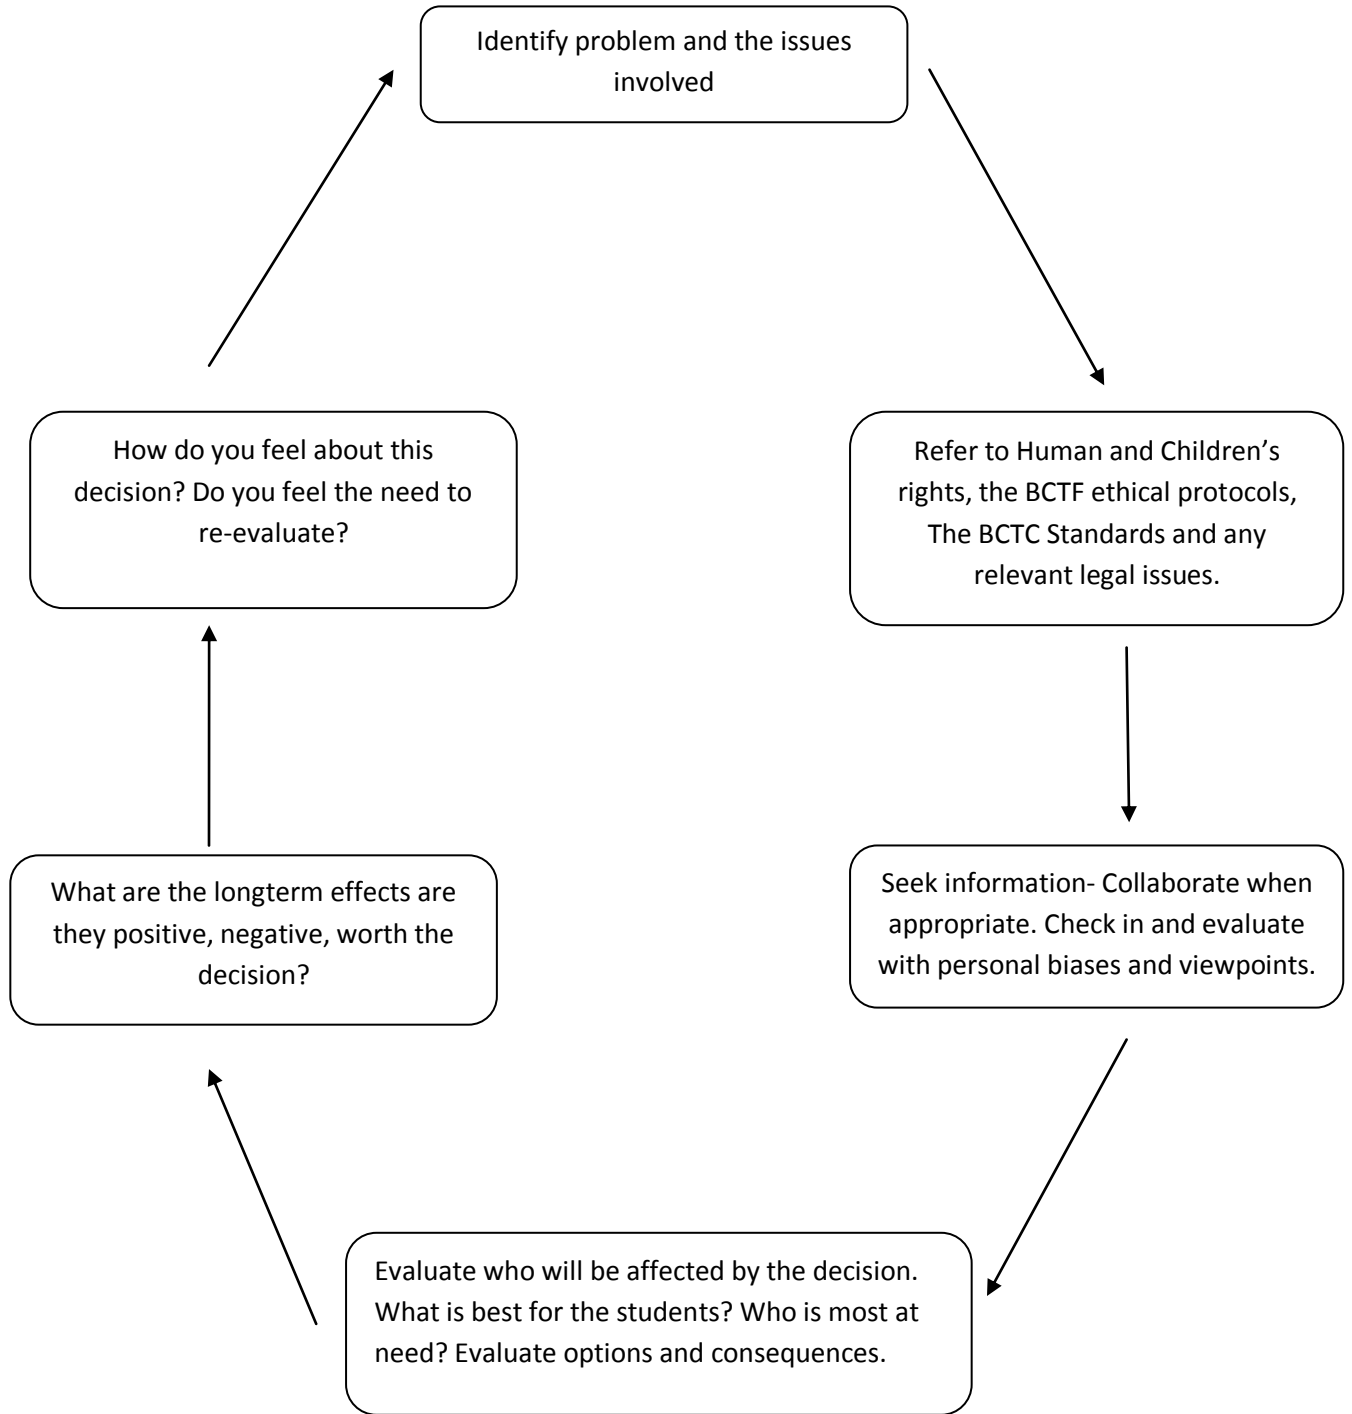 Identify problem and the issues
involved
Refer to Human and Children’s
rights, the BCTF ethical protocols,
The BCTC Standards and any
relevant legal issues.
Seek information- Collaborate when
appropriate. Check in and evaluate
with personal biases and viewpoints.
Evaluate who will be affected by the decision.
What is best for the students? Who is most at
need? Evaluate options and consequences.
What are the longterm effects are
they positive, negative, worth the
decision?
How do you feel about this
decision? Do you feel the need to
re-evaluate?